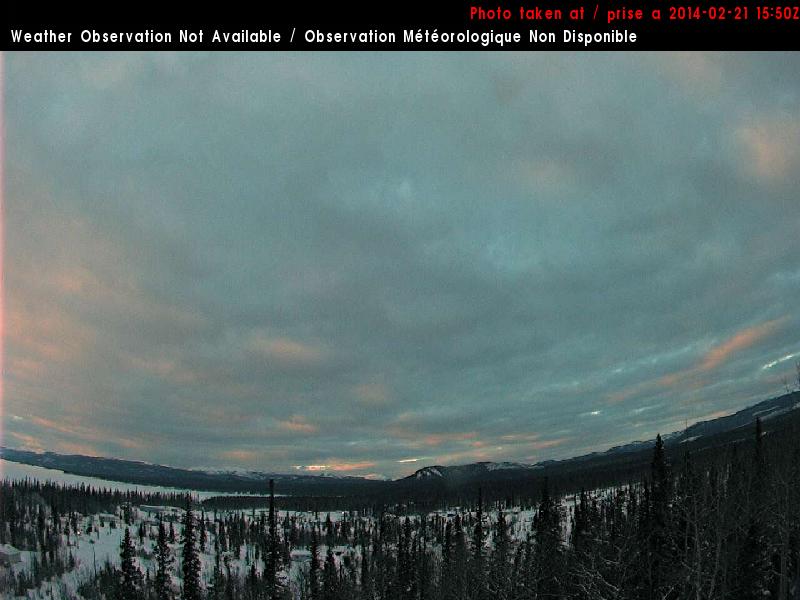 Photo taken at / prise a 2014-02-21 15:50Z
Weather Observation Not Available / Observation Météorologique Non Disponible